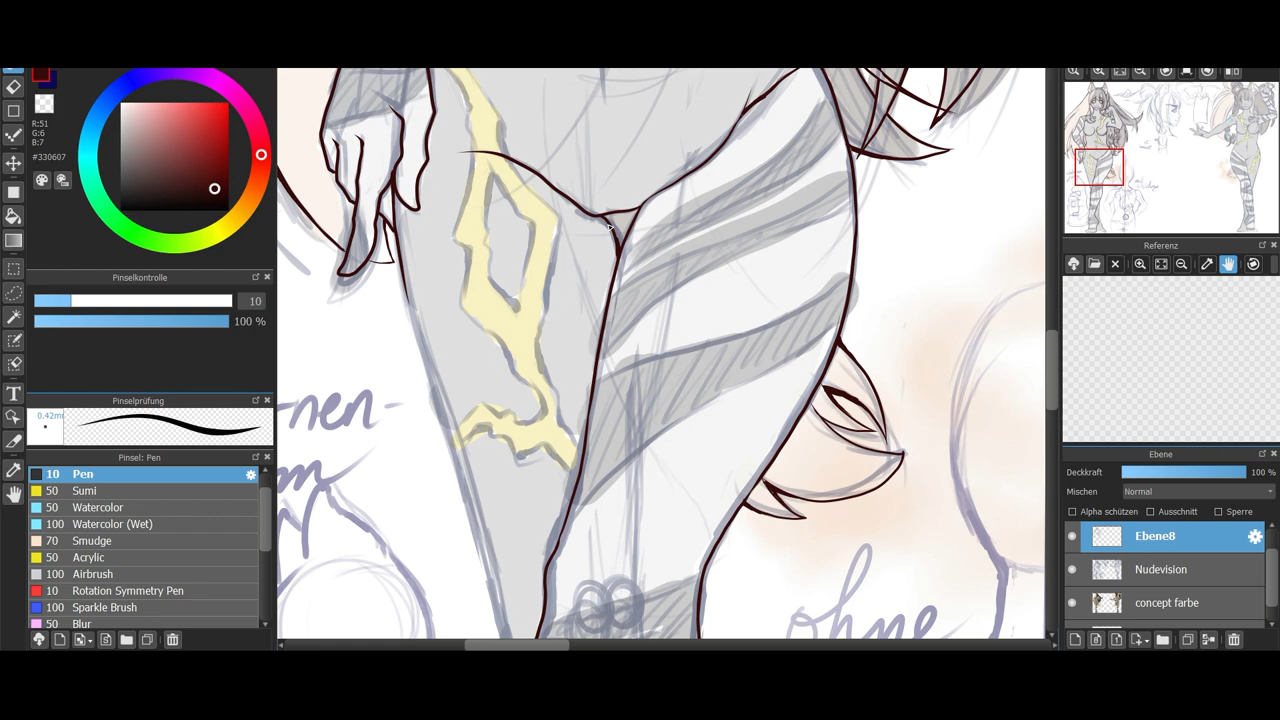 R:51
G:6
B:7
#330607
Pinselkontrolle
10
100 %
Pinselprüfung
0.42m
Pinsel: Pen
10 Pen
50 Sumi
50 Watercolor
100 Watercolor (Wet)
70 Smudge
50 Acrylic
100 Airbrush
10 Rotation Symmetry Pen
100 Sparkle Brush
50 Blur
-nen-
ohne
Referenz
Ebene
Deckkraft 100 %
Mischen Normal
Alpha schützen Ausschnitt Sperre
Ebene8
Nudevision
concept farbe